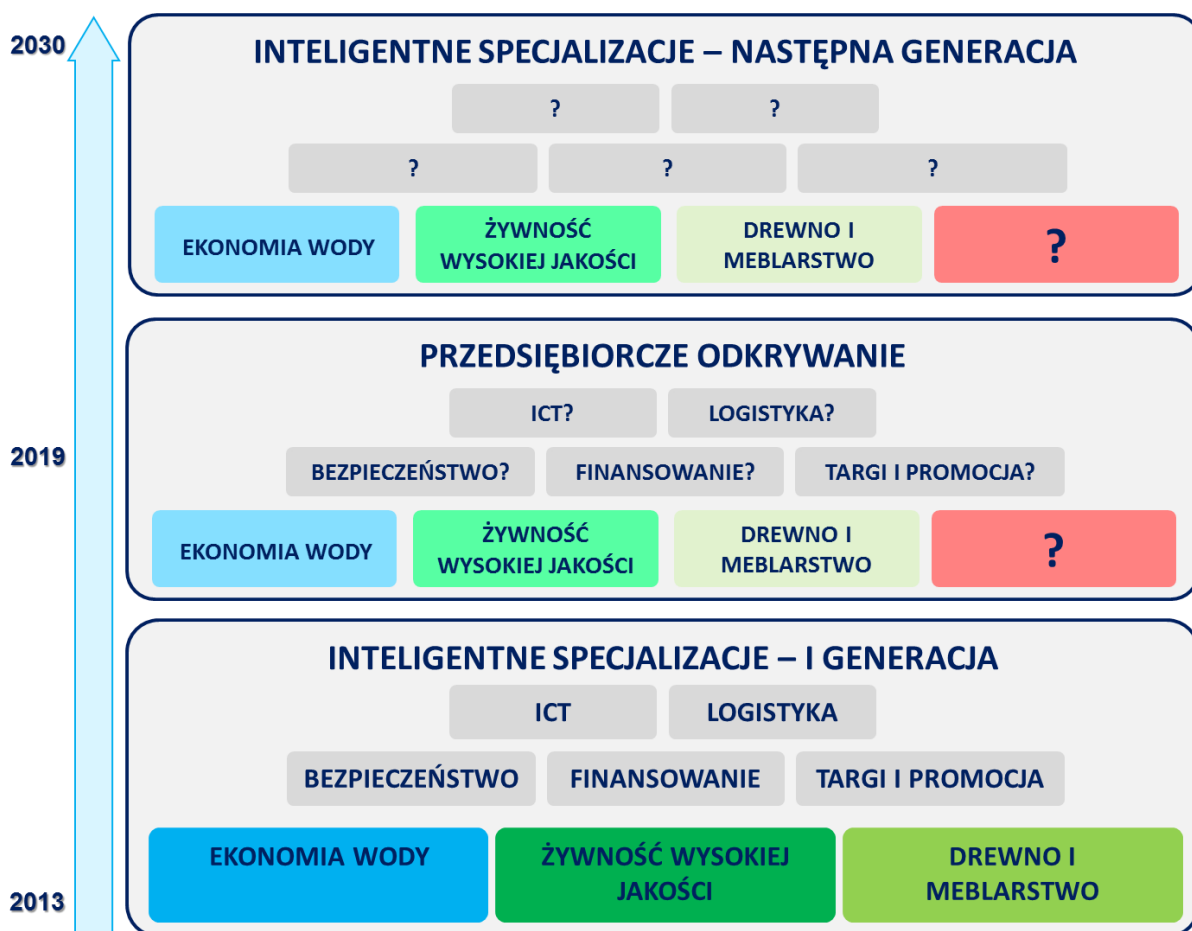 2030
INTELIGENTNE SPECJALIZACJE – NASTĘPNA GENERACJA
?
?
?
?
?
EKONOMIA WODY
ŻYWNOŚĆ
WYSOKIEJ JAKOŚCI
DREWNO I
MEBLARSTWO
?
PRZEDSIĘBIORCZE ODKRYWANIE
ICT?
LOGISTYKA?
2019
BEZPIECZEŃSTWO?
FINANSOWANIE?
TARGI I PROMOCJA?
EKONOMIA WODY
ŻYWNOŚĆ
WYSOKIEJ JAKOŚCI
DREWNO I
MEBLARSTWO
?
INTELIGENTNE SPECJALIZACJE – I GENERACJA
ICT
LOGISTYKA
BEZPIECZEŃSTWO
FINANSOWANIE
TARGI I PROMOCJA
EKONOMIA WODY
ŻYWNOŚĆ WYSOKIEJ
JAKOŚCI
DREWNO I
MEBLARSTWO
2013